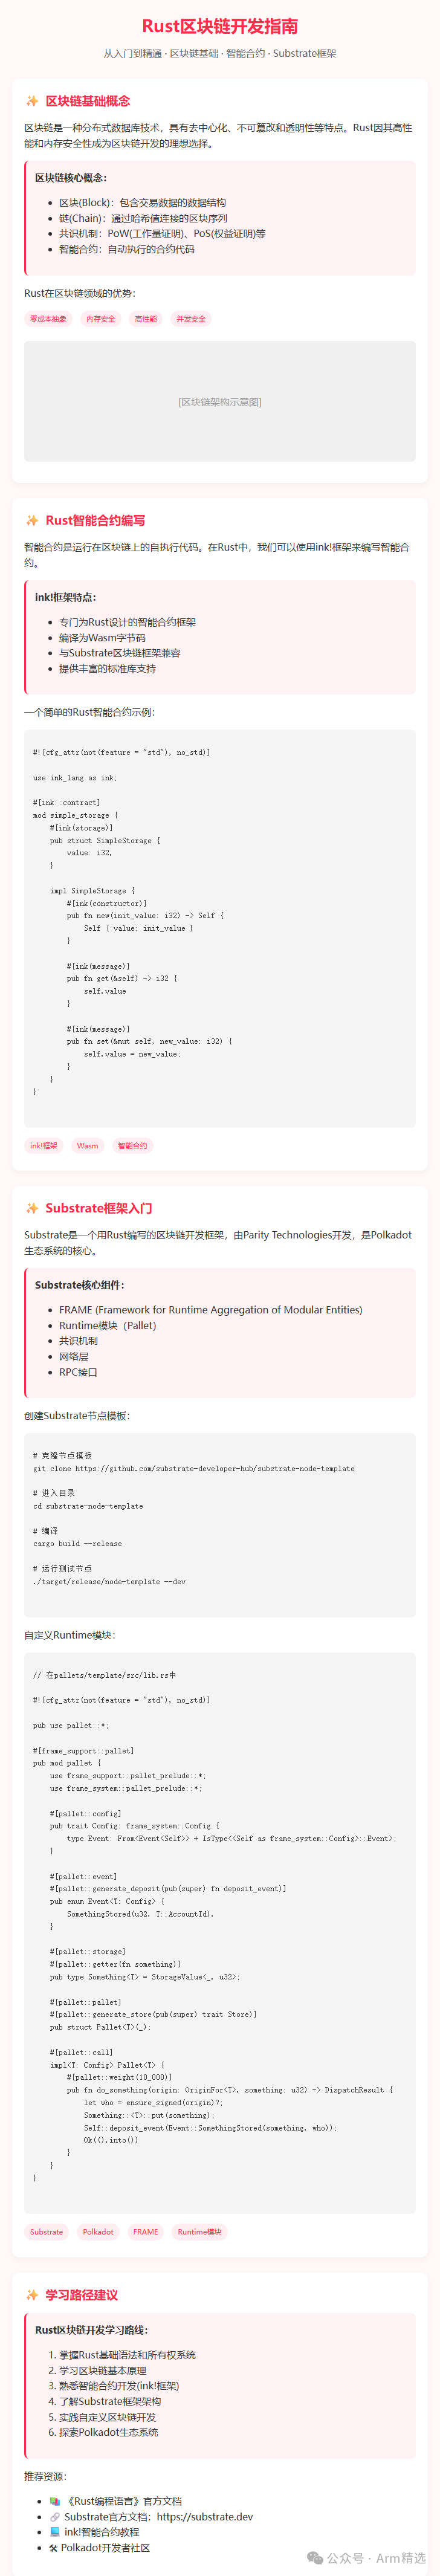 Rust区块链开发指南
从入门到精通 · 区块链基础 · 智能合约 · Substrate框架
✨ 区块链基础概念
区块链是一种分布式数据库技术，具有去中心化、不可篡改和透明性等特点。Rust因其高性
能和内存安全性成为区块链开发的理想选择。
区块链核心概念：
• 区块(Block)：包含交易数据的数据结构
• 链(Chain)：通过哈希值连接的区块序列
• 共识机制：PoW(工作量证明)、PoS(权益证明)等
• 智能合约：自动执行的合约代码
Rust在区块链领域的优势：
零成本抽象 内存安全 高性能 并发安全
[区块链架构示意图]
✨ Rust智能合约编写
智能合约是运行在区块链上的自执行代码。在Rust中，我们可以使用ink!框架来编写智能合
约。
ink!框架特点：
• 专门为Rust设计的智能合约框架
• 编译为Wasm字节码
• 与Substrate区块链框架兼容
• 提供丰富的标准库支持
一个简单的Rust智能合约示例：
#![cfg_attr(not(feature = "std"), no_std)]
use ink_lang as ink;
#[ink::contract]
mod simple_storage {
    #[ink(storage)]
    pub struct SimpleStorage {
        value: i32,
    }
    impl SimpleStorage {
        #[ink(constructor)]
        pub fn new(init_value: i32) -> Self {
            Self { value: init_value }
        }
        #[ink(message)]
        pub fn get(&self) -> i32 {
            self.value
        }
        #[ink(message)]
        pub fn set(&mut self, new_value: i32) {
            self.value = new_value;
        }
    }
}
ink!框架 Wasm 智能合约
✨ Substrate框架入门
Substrate是一个用Rust编写的区块链开发框架，由Parity Technologies开发，是Polkadot
生态系统的核心。
Substrate核心组件：
• FRAME (Framework for Runtime Aggregation of Modular Entities)
• Runtime模块（Pallet）
• 共识机制
• 网络层
• RPC接口
创建Substrate节点模板：
# 克隆节点模板
git clone https://github.com/substrate-developer-hub/substrate-node-template
# 进入目录
cd substrate-node-template
# 编译
cargo build --release
# 运行测试节点
./target/release/node-template --dev
自定义Runtime模块：
// 在pallets/template/src/lib.rs中
#![cfg_attr(not(feature = "std"), no_std)]
pub use pallet::*;
#[frame_support::pallet]
pub mod pallet {
    use frame_support::pallet_prelude::*;
    use frame_system::pallet_prelude::*;
    #[pallet::config]
    pub trait Config: frame_system::Config {
        type Event: From<Event<Self>> + IsType<<Self as frame_system::Config>::Event>;
    }
    #[pallet::event]
    #[pallet::generate_deposit(pub(super) fn deposit_event)]
    pub enum Event<T: Config> {
        SomethingStored(u32, T::AccountId),
    }
    #[pallet::storage]
    #[pallet::getter(fn something)]
    pub type Something<T> = StorageValue<_, u32>;
    #[pallet::pallet]
    #[pallet::generate_store(pub(super) trait Store)]
    pub struct Pallet<T>(_);
    #[pallet::call]
    impl<T: Config> Pallet<T> {
        #[pallet::weight(10_000)]
        pub fn do_something(origin: OriginFor<T>, something: u32) -> DispatchResult {
            let who = ensure_signed(origin)?;
            Something::<T>::put(something);
            Self::deposit_event(Event::SomethingStored(something, who));
            Ok(().into())
        }
    }
}
Substrate Polkadot FRAME Runtime模块
✨ 学习路径建议
Rust区块链开发学习路线：
1. 掌握Rust基础语法和所有权系统
2. 学习区块链基本原理
3. 熟悉智能合约开发(ink!框架)
4. 了解Substrate框架架构
5. 实践自定义区块链开发
6. 探索Polkadot生态系统
推荐资源：
• 📚 《Rust编程语言》官方文档
• 🔗 Substrate官方文档：https://substrate.dev
• 📘 ink!智能合约教程
• 🛠 Polkadot开发者社区
公众号 · Arm精选